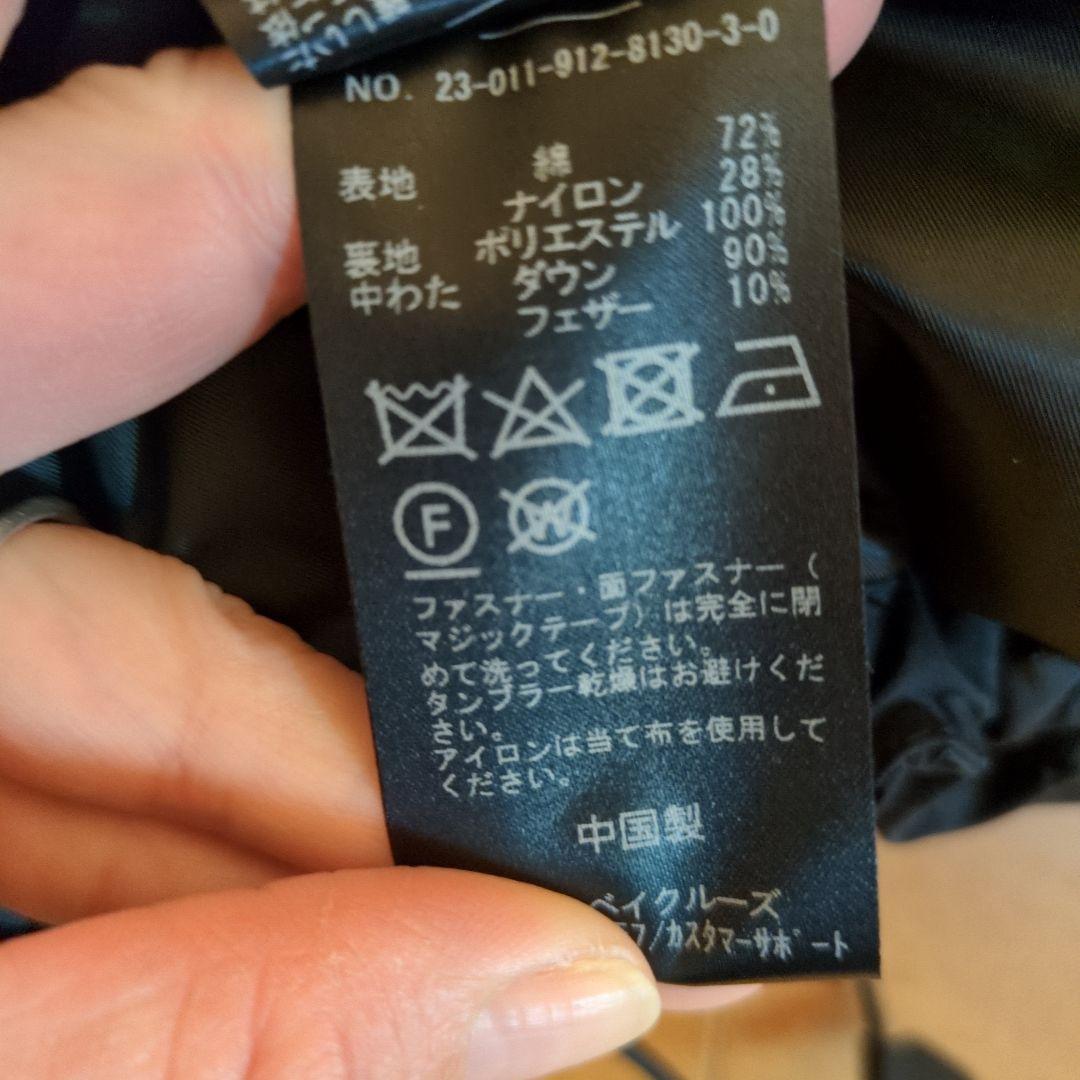 NO. 23-011-912-8130-3-0
表地 綿 72%
ナイロン 28%
裏地 ポリエステル 100%
中わた ダウン 90%
フェザー 10%
F
W
ファスナー・面ファスナー（
マジックテープ）は完全に閉
めて洗ってください。
タンブラー乾燥はお避けくだ
さい。
アイロンは当て布を使用して
ください。
中国製
ベイクルーズ
/カスタマーサポート